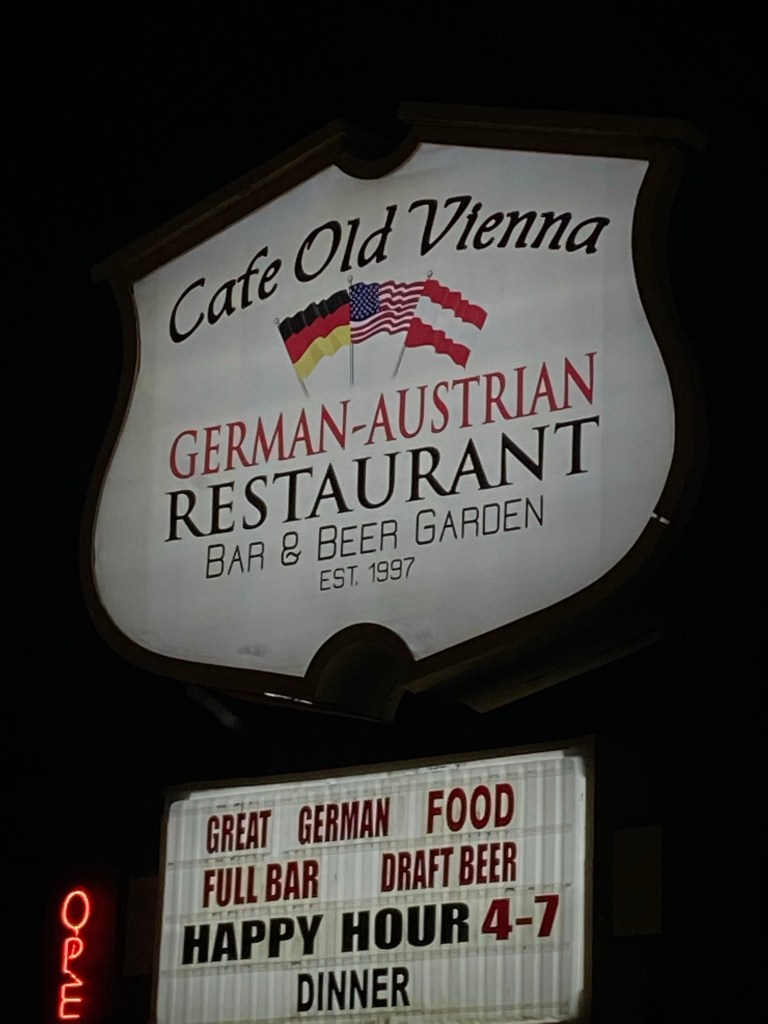 Cafe Old Vienna
GERMAN-AUSTRIAN
RESTAURANT
BAR & BEER GARDEN
EST. 1997
GREAT GERMAN FOOD
FULL BAR DRAFT BEER
HAPPY HOUR 4-7
DINNER
OPE